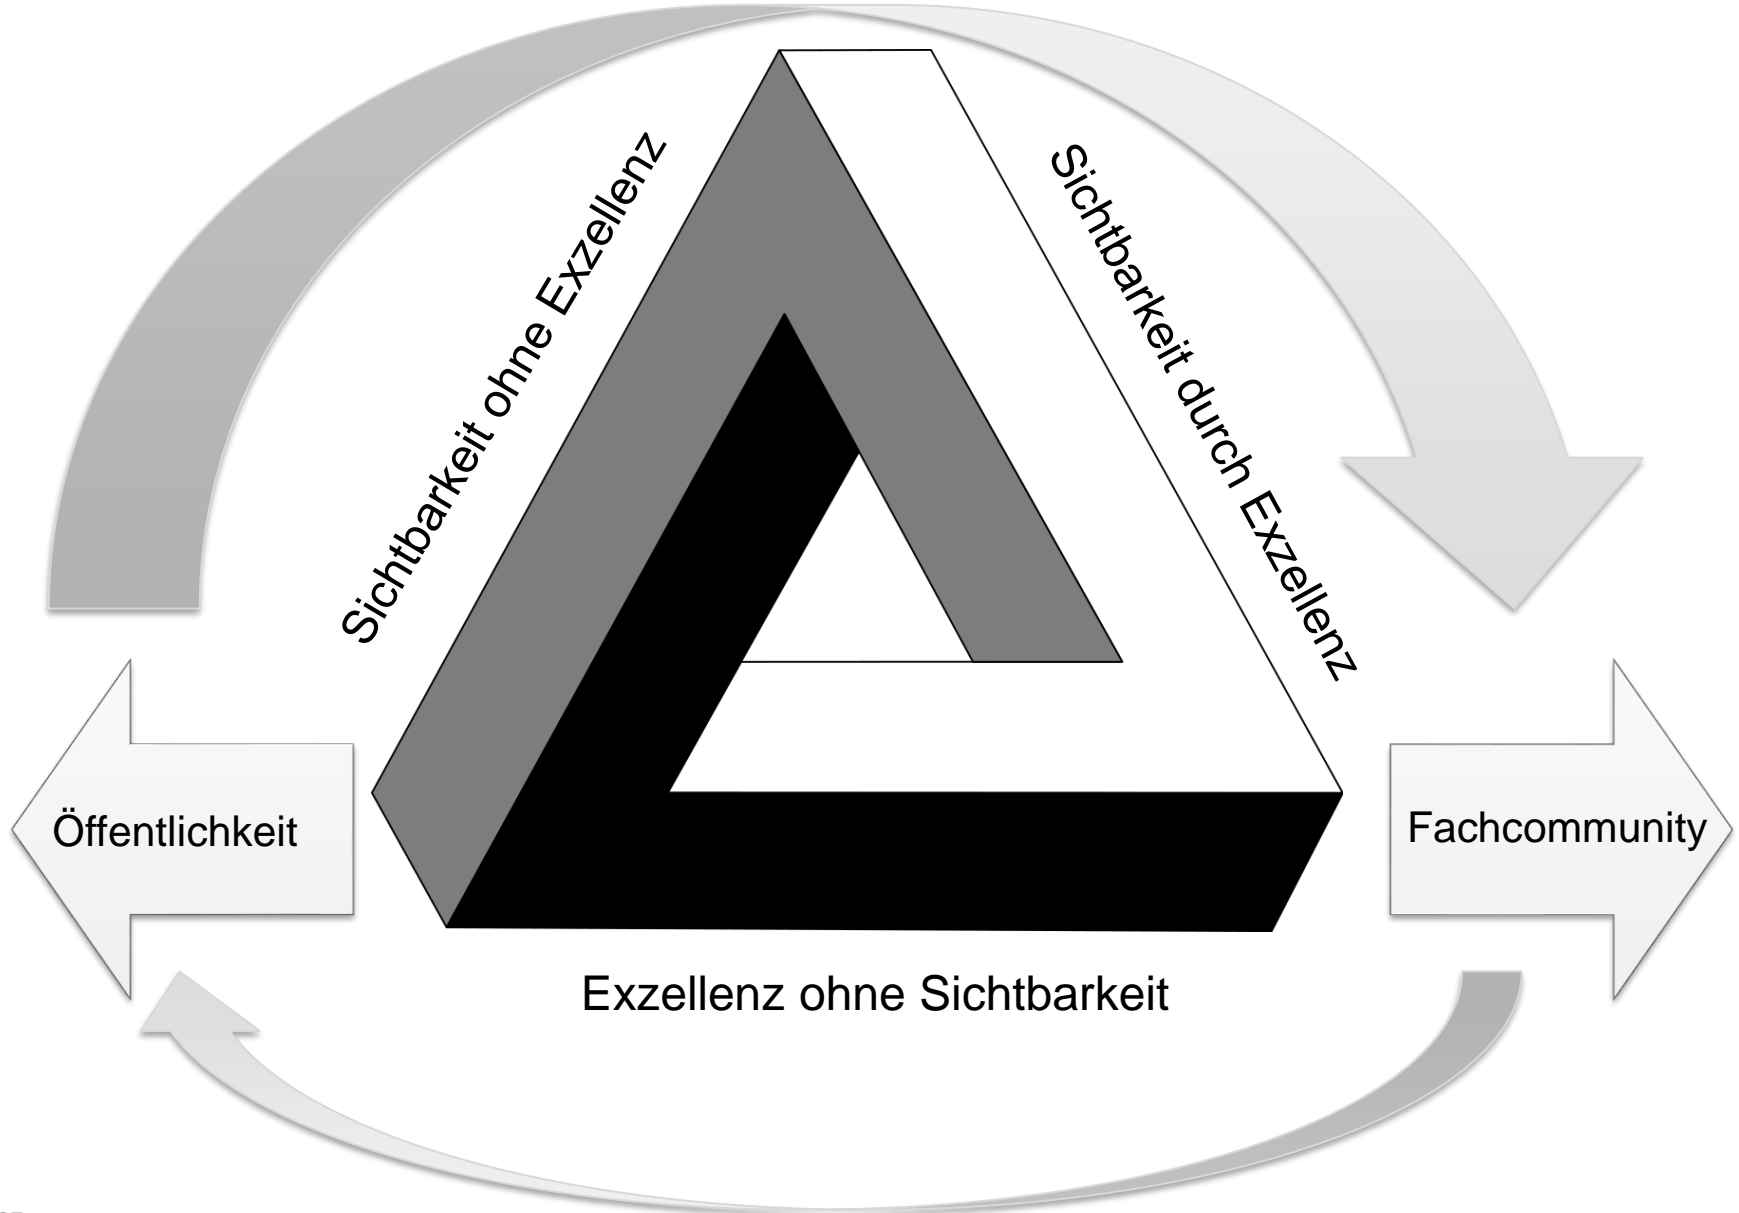 Sichtbarkeit ohne Exzellenz
Sichtbarkeit durch Exzellenz
Öffentlichkeit
Fachcommunity
Exzellenz ohne Sichtbarkeit